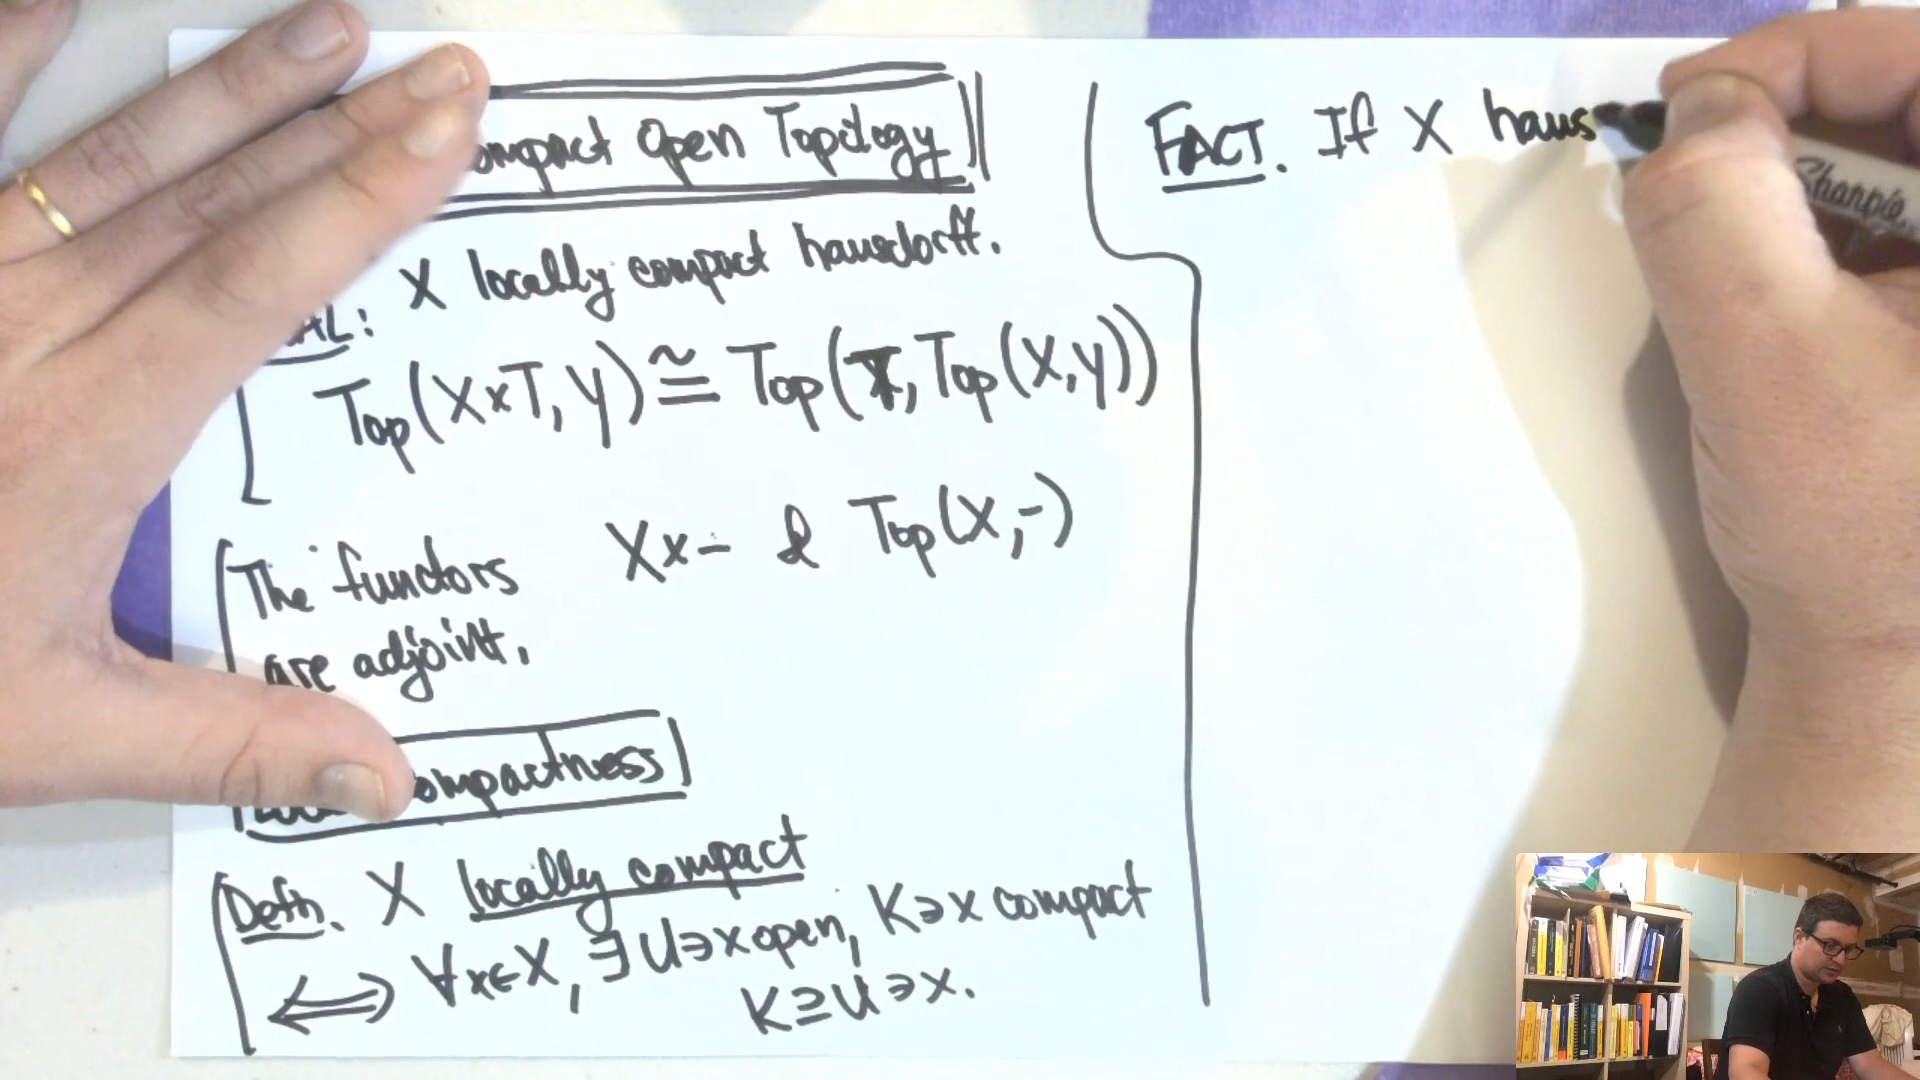 ompact Open Topology
AL: X locally compact hausdorff.
Top(X×T, Y) ≅ Top(T, Top(X,Y))
The functors X×- & Top(X,-)
are adjoint.
ompactness
Defn. X locally compact
⟺ ∀x∈X, ∃ U∋x open, K∋x compact
K⊇U∋x.
FACT. If X haus
Sharpie